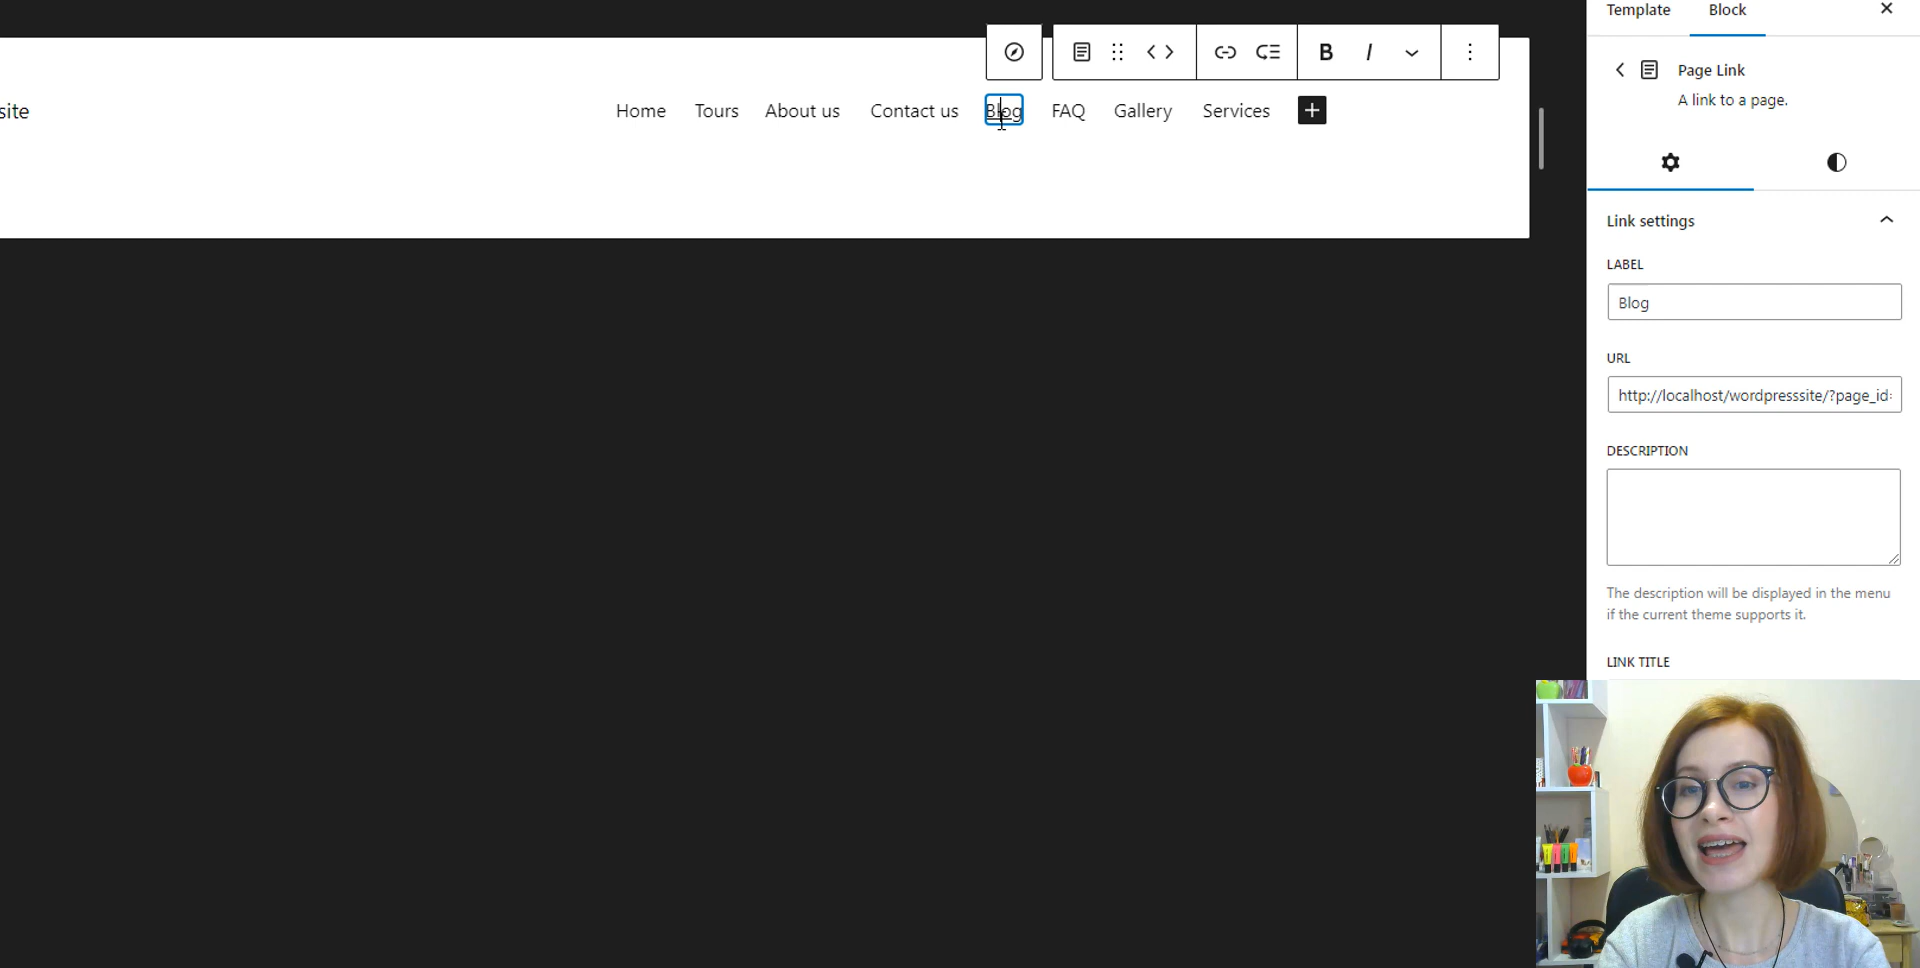 Template Block
Page Link
A link to a page.
site
Home Tours About us Contact us Blog FAQ Gallery Services
B I
Link settings
LABEL
Blog
URL
http://localhost/wordpresssite/?page_id=
DESCRIPTION
The description will be displayed in the menu
if the current theme supports it.
LINK TITLE